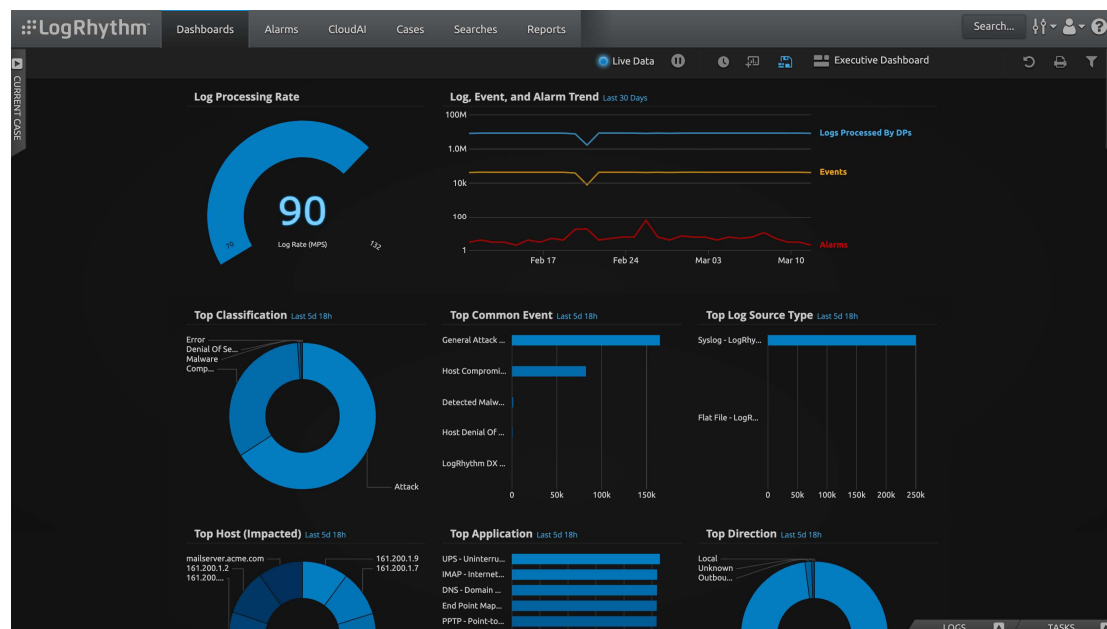 LogRhythm
Dashboards
Alarms
CloudAI
Cases
Searches
Reports
Search...
CURRENT CASE
Live Data
Executive Dashboard
Log Processing Rate
90
Log Rate (MPS)
70
132
Log, Event, and Alarm Trend Last 30 Days
100M
1.0M
10k
100
1
Feb 17
Feb 24
Mar 03
Mar 10
Logs Processed By DPs
Events
Alarms
Top Classification Last 5d 18h
Error
Denial Of Se...
Malware
Comp...
Attack
Top Common Event Last 5d 18h
General Attack ...
Host Compromi...
Detected Malw...
Host Denial Of ...
LogRhythm DX ...
0
50k
100k
150k
Top Log Source Type Last 5d 18h
Syslog - LogRhy...
Flat File - LogR...
0
50k
100k
150k
200k
250k
Top Host (Impacted) Last 5d 18h
mailserver.acme.com
161.200.1.2
161.200....
161.200.1.9
161.200.1.7
Top Application Last 5d 18h
UPS - Uninterru...
IMAP - Internet...
DNS - Domain ...
End Point Map...
PPTP - Point-to...
Top Direction Last 5d 18h
Local
Unknown
Outbou...
LOGS
TASKS